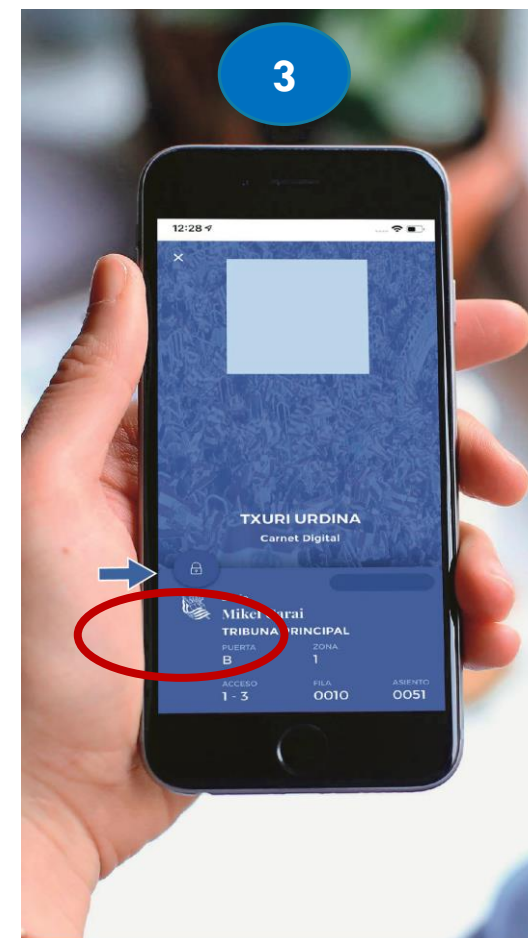 3
12:28
TXURI URDINA
Carnet Digital
Mikel
TRIBUNA PRINCIPAL
PUERTA ZONA
B 1
ACCESO FILA ASIENTO
1 - 3 0010 0051